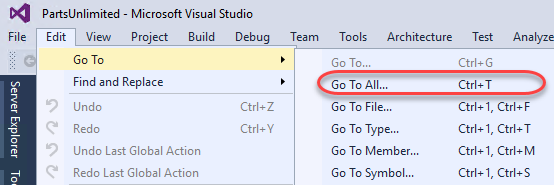 PartsUnlimited - Microsoft Visual Studio
File Edit View Project Build Debug Team Tools Architecture Test Analyze
Go To
Find and Replace
Undo Ctrl+Z
Redo Ctrl+Y
Undo Last Global Action
Redo Last Global Action
Go To... Ctrl+G
Go To All... Ctrl+T
Go To File... Ctrl+1, Ctrl+F
Go To Type... Ctrl+1, Ctrl+T
Go To Member... Ctrl+1, Ctrl+M
Go To Symbol... Ctrl+1, Ctrl+S
Server Explorer